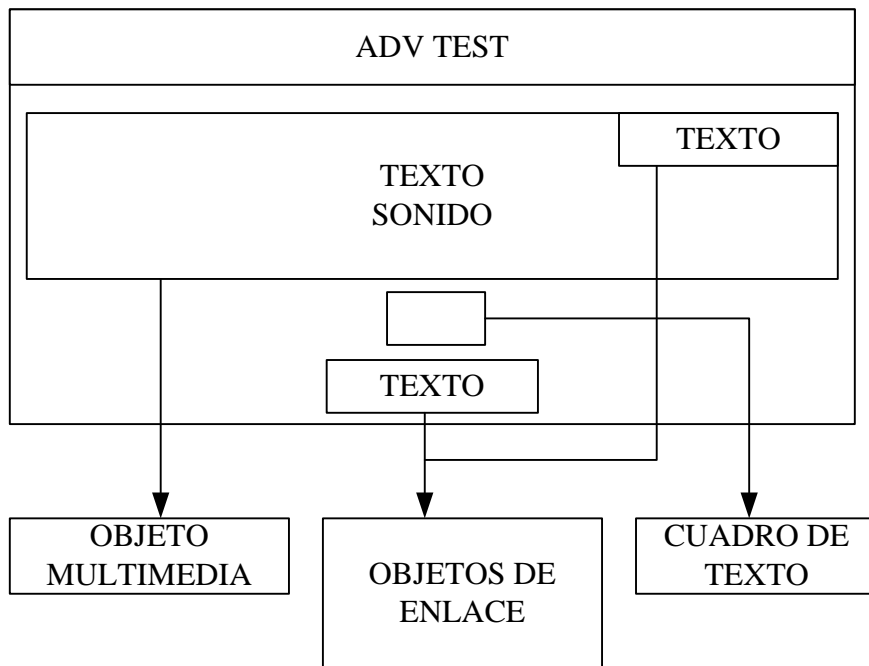 ADV TEST
TEXTO
TEXTO
SONIDO
TEXTO
OBJETO
MULTIMEDIA
OBJETOS DE
ENLACE
CUADRO DE
TEXTO